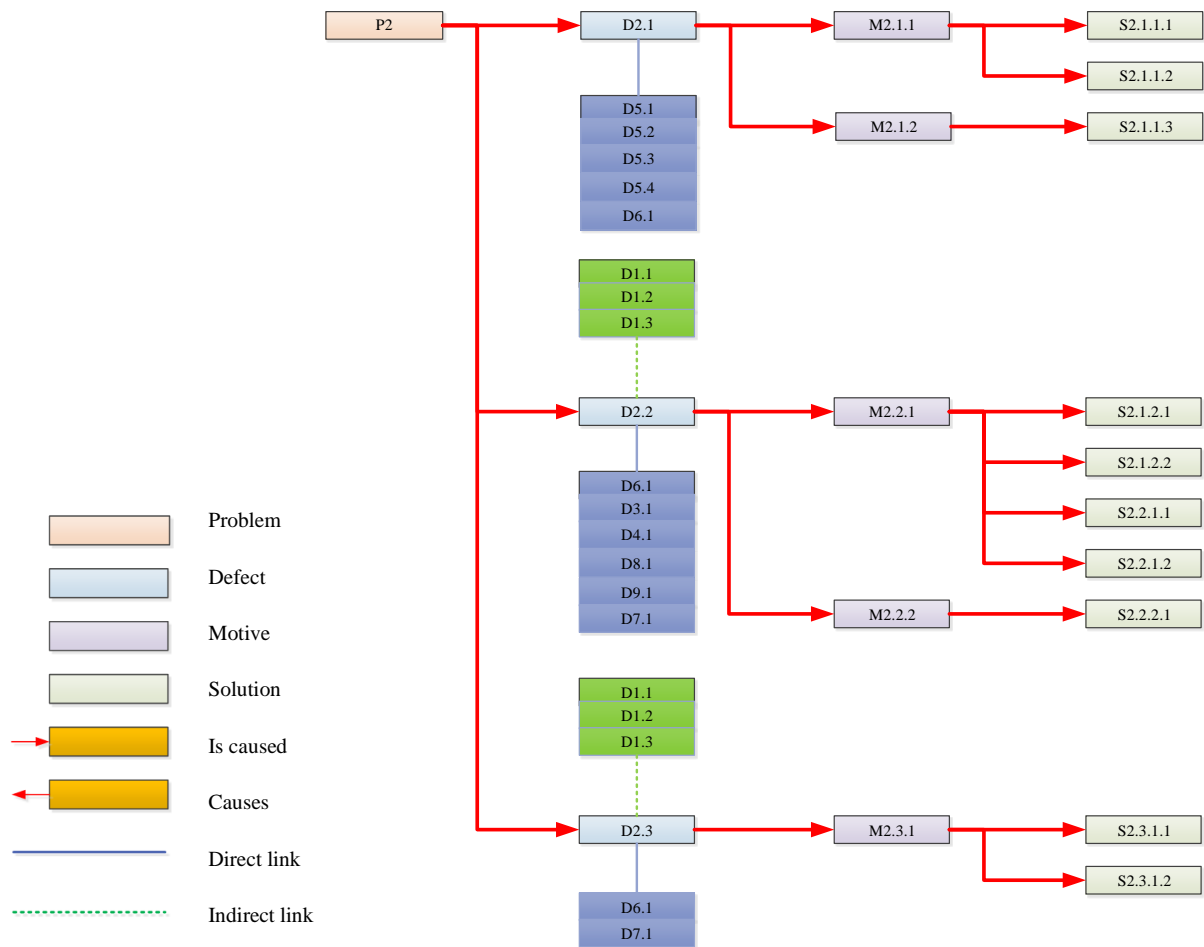 P2
D2.1
M2.1.1
S2.1.1.1
S2.1.1.2
D5.1
D5.2
D5.3
D5.4
D6.1
M2.1.2
S2.1.1.3
D1.1
D1.2
D1.3
D2.2
M2.2.1
S2.1.2.1
S2.1.2.2
S2.2.1.1
S2.2.1.2
D6.1
D3.1
D4.1
D8.1
D9.1
D7.1
M2.2.2
S2.2.2.1
D1.1
D1.2
D1.3
D2.3
M2.3.1
S2.3.1.1
S2.3.1.2
D6.1
D7.1
Problem
Defect
Motive
Solution
Is caused
Causes
Direct link
Indirect link